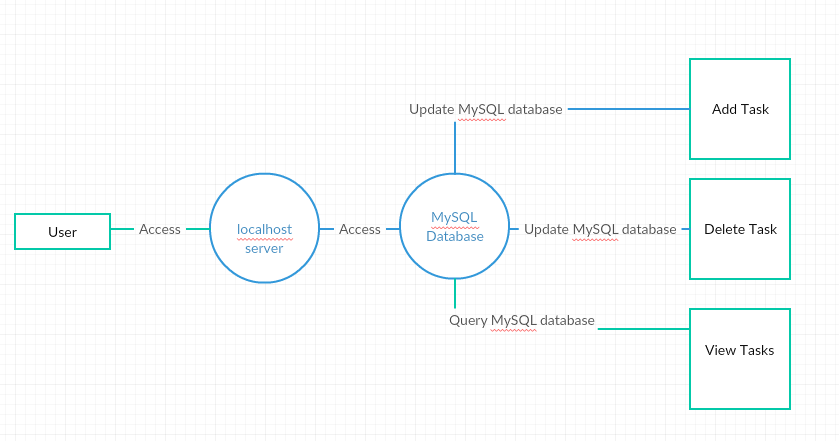 Update MySQL database
Add Task
User
Access
localhost
server
Access
MySQL
Database
Update MySQL database
Delete Task
Query MySQL database
View Tasks